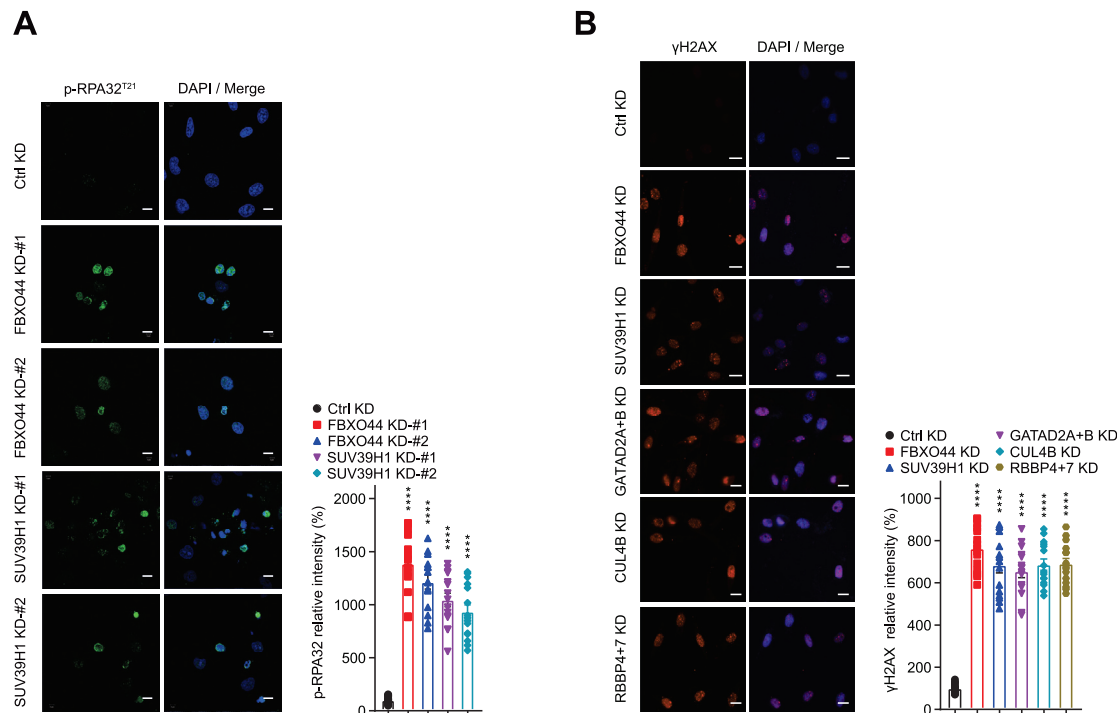 A
p-RPA32T21
DAPI / Merge
Ctrl KD
FBXO44 KD-#1
FBXO44 KD-#2
SUV39H1 KD-#1
SUV39H1 KD-#2
Ctrl KD
FBXO44 KD-#1
FBXO44 KD-#2
SUV39H1 KD-#1
SUV39H1 KD-#2
p-RPA32 relative intensity (%)
2000
1500
1000
500
0
****
****
****
****
B
γH2AX
DAPI / Merge
Ctrl KD
FBXO44 KD
SUV39H1 KD
GATAD2A+B KD
CUL4B KD
RBBP4+7 KD
Ctrl KD
FBXO44 KD
SUV39H1 KD
GATAD2A+B KD
CUL4B KD
RBBP4+7 KD
γH2AX relative intensity (%)
1000
800
600
400
200
0
****
****
****
****
****